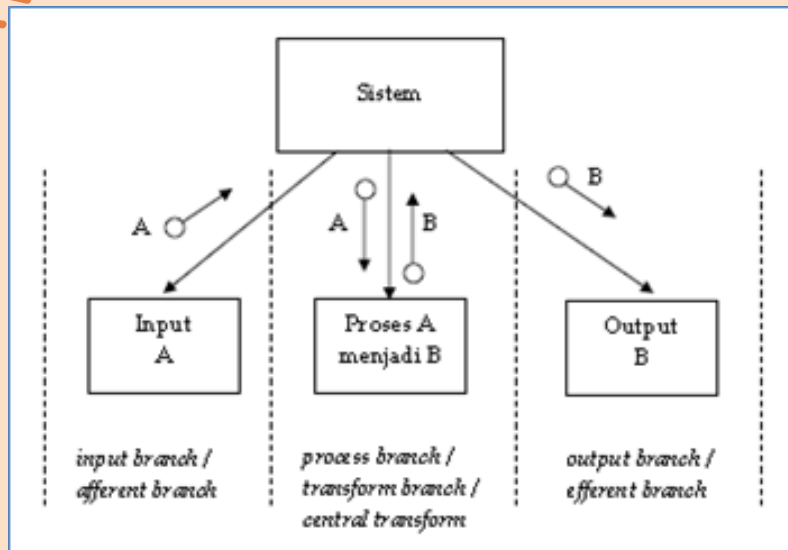 Sistem
A
A
B
B
Input
A
Proses A
menjadi B
Output
B
input branch /
afferent branch
process branch /
transform branch /
central transform
output branch /
efferent branch